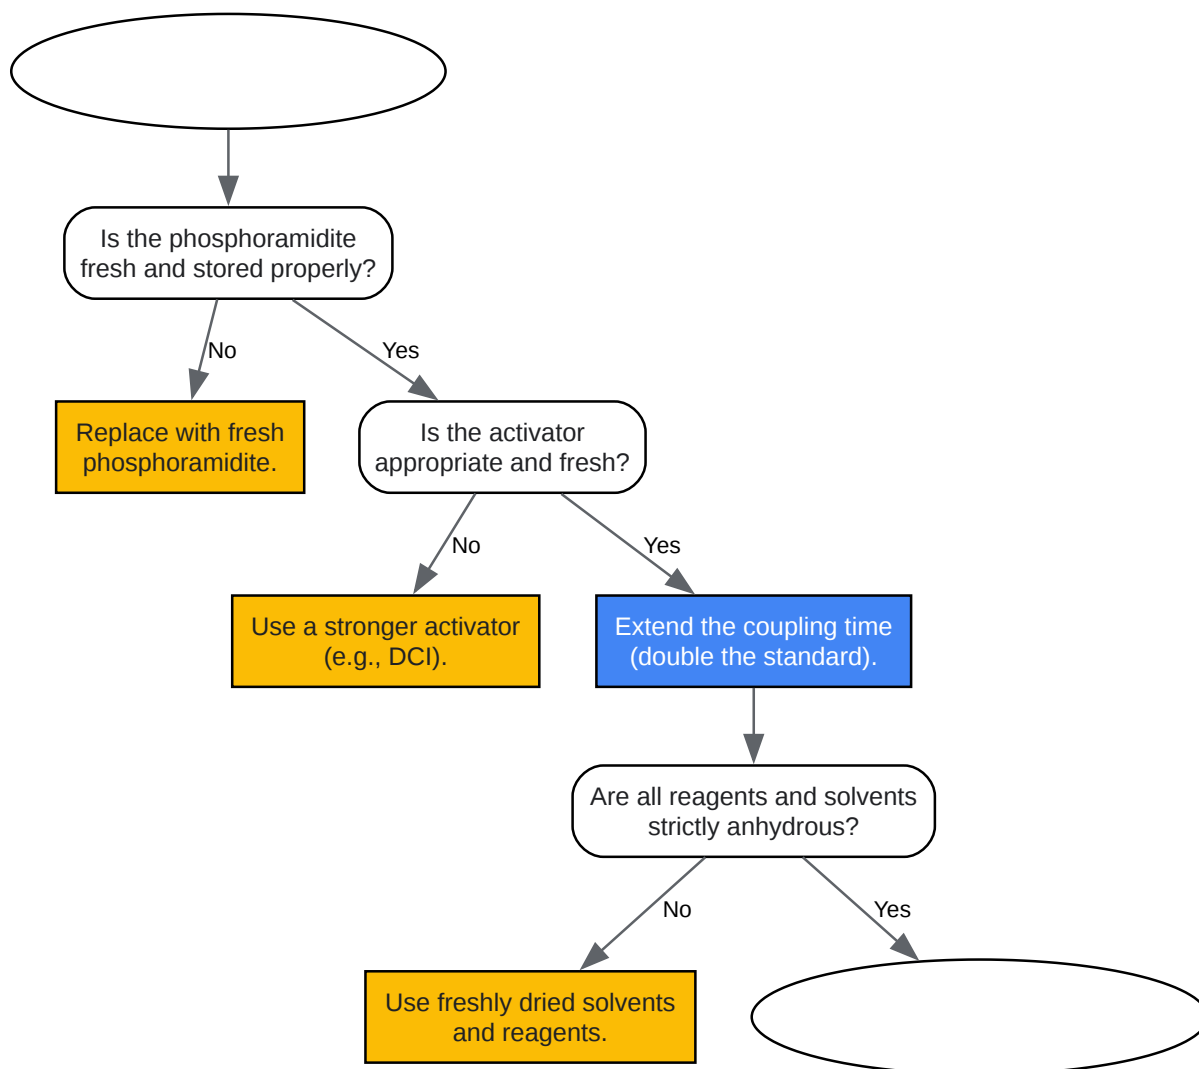 Is the phosphoramidite
fresh and stored properly?
No
Yes
Replace with fresh
phosphoramidite.
Is the activator
appropriate and fresh?
No
Yes
Use a stronger activator
(e.g., DCI).
Extend the coupling time
(double the standard).
Are all reagents and solvents
strictly anhydrous?
No
Yes
Use freshly dried solvents
and reagents.